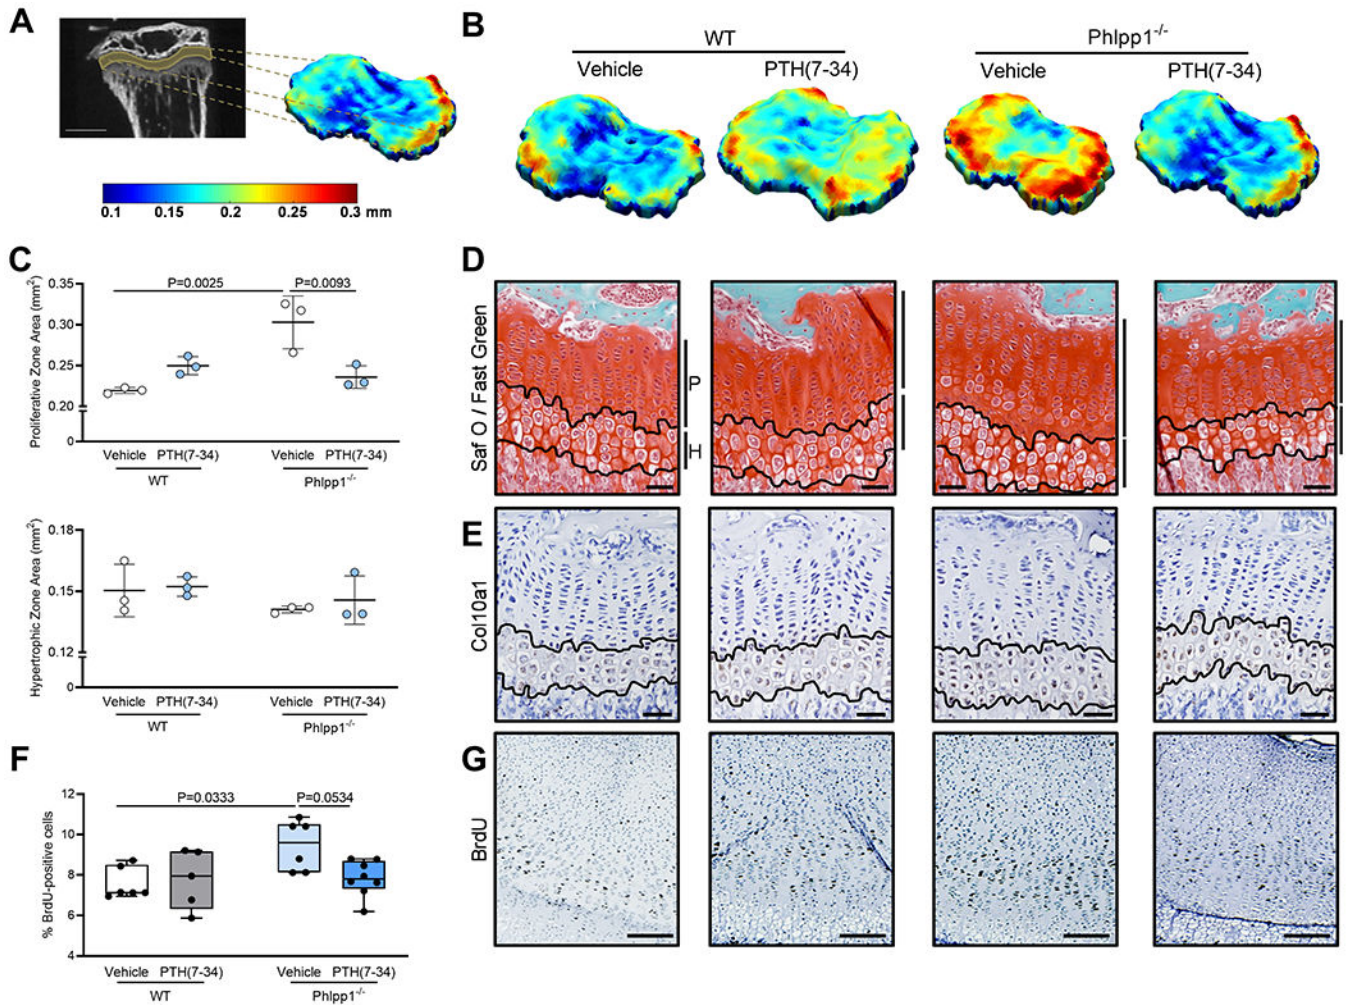 A
0.1 0.15 0.2 0.25 0.3 mm
B
WT
Phlpp1-/-
Vehicle
PTH(7-34)
Vehicle
PTH(7-34)
C
Proliferative Zone Area (mm2)
P=0.0025
P=0.0093
0.35
0.30
0.25
0.20
0
Vehicle PTH(7-34)
Vehicle PTH(7-34)
WT
Phlpp1-/-
Hypertrophic Zone Area (mm2)
0.18
0.15
0.12
0
Vehicle PTH(7-34)
Vehicle PTH(7-34)
WT
Phlpp1-/-
D
Saf O / Fast Green
P
H
E
Col10a1
F
% BrdU-positive cells
P=0.0333
P=0.0534
12
10
8
6
4
Vehicle PTH(7-34)
Vehicle PTH(7-34)
WT
Phlpp1-/-
G
BrdU